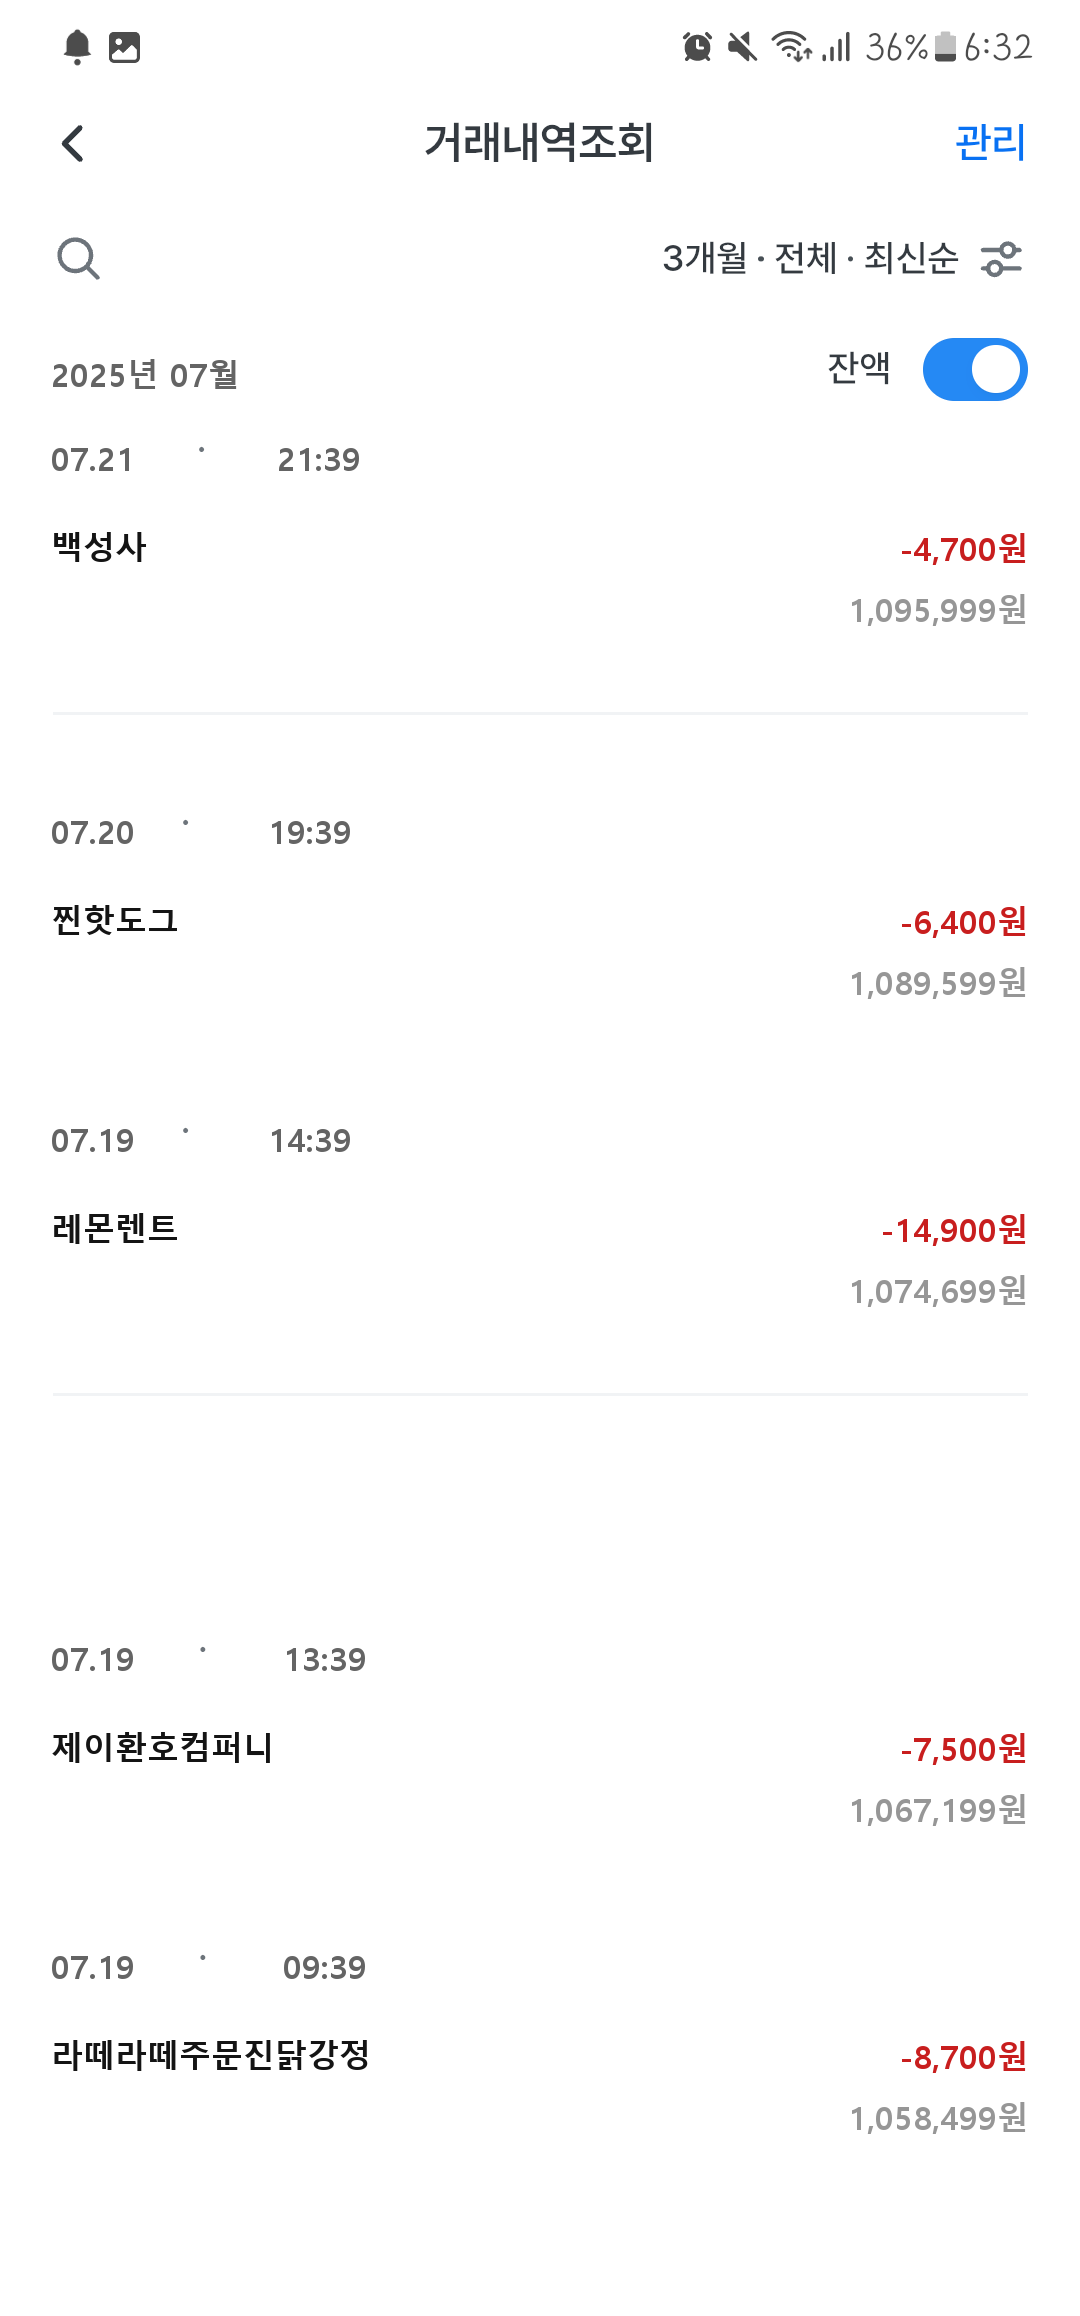 36% 6:32
거래내역조회 관리
3개월 · 전체 · 최신순
잔액
2025년 07월
07.21 · 21:39
백성사 -4,700원
1,095,999원
07.20 · 19:39
찐핫도그 -6,400원
1,089,599원
07.19 · 14:39
레몬렌트 -14,900원
1,074,699원
07.19 · 13:39
제이환호컴퍼니 -7,500원
1,067,199원
07.19 · 09:39
라떼라떼주문진닭강정 -8,700원
1,058,499원